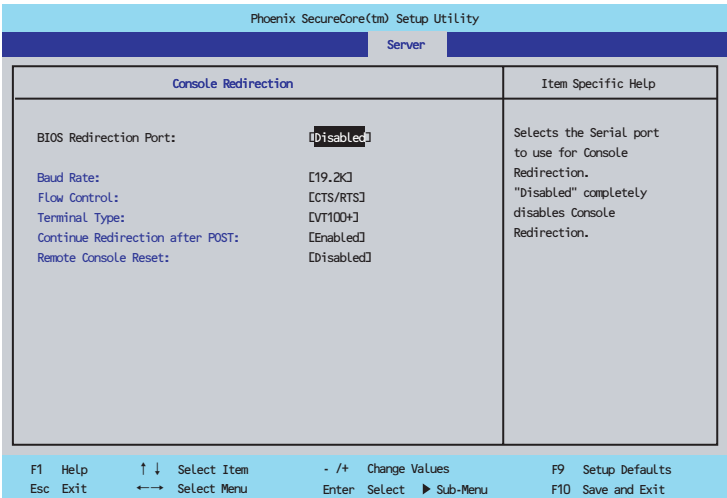 Phoenix SecureCore(tm) Setup Utility
Server
Console Redirection
Item Specific Help
BIOS Redirection Port: [Disabled]
Baud Rate: [19.2K]
Flow Control: [CTS/RTS]
Terminal Type: [VT100+]
Continue Redirection after POST: [Enabled]
Remote Console Reset: [Disabled]
Selects the Serial port
to use for Console
Redirection.
"Disabled" completely
disables Console
Redirection.
F1 Help ↑↓ Select Item - /+ Change Values F9 Setup Defaults
Esc Exit ←→ Select Menu Enter Select ▶ Sub-Menu F10 Save and Exit